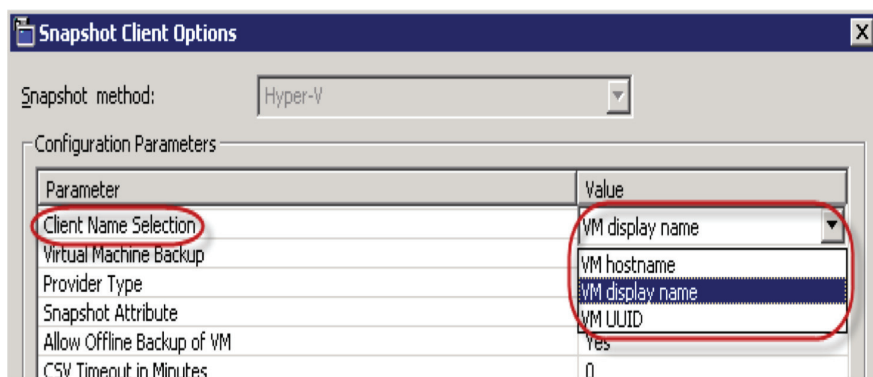 Snapshot Client Options
Snapshot method: Hyper-V
Configuration Parameters
Parameter Value
Client Name Selection VM display name
Virtual Machine Backup VM hostname
Provider Type VM display name
Snapshot Attribute VM UUID
Allow Offline Backup of VM Yes
CSV Timeout in Minutes 0